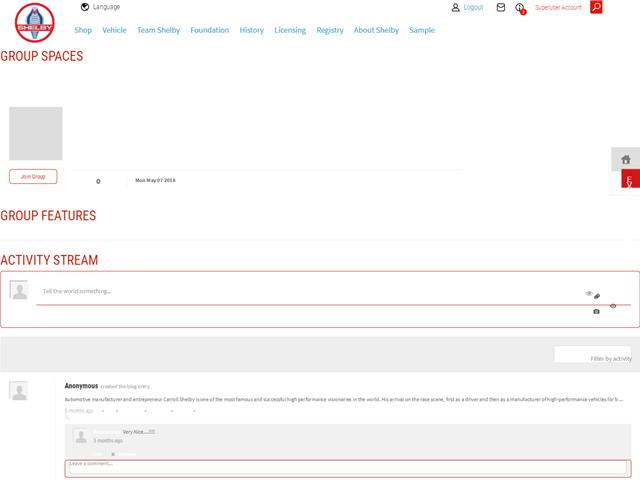 SHELBY
Language
Logout
2
SuperUser Account
Shop Vehicle Team Shelby Foundation History Licensing Registry About Shelby Sample
GROUP SPACES
Join Group
0
Mon May 07 2018
GROUP FEATURES
ACTIVITY STREAM
Tell the world something...
Filter by activity
Anonymous created the blog entry
Automotive manufacturer and entrepreneur Carroll Shelby is one of the most famous and successful high performance visionaries in the world. His arrival on the race scene, first as a driver and then as a manufacturer of high-performance vehicles for b ...
5 months ago
Very Nice....!!!!
5 months ago
Leave a comment...